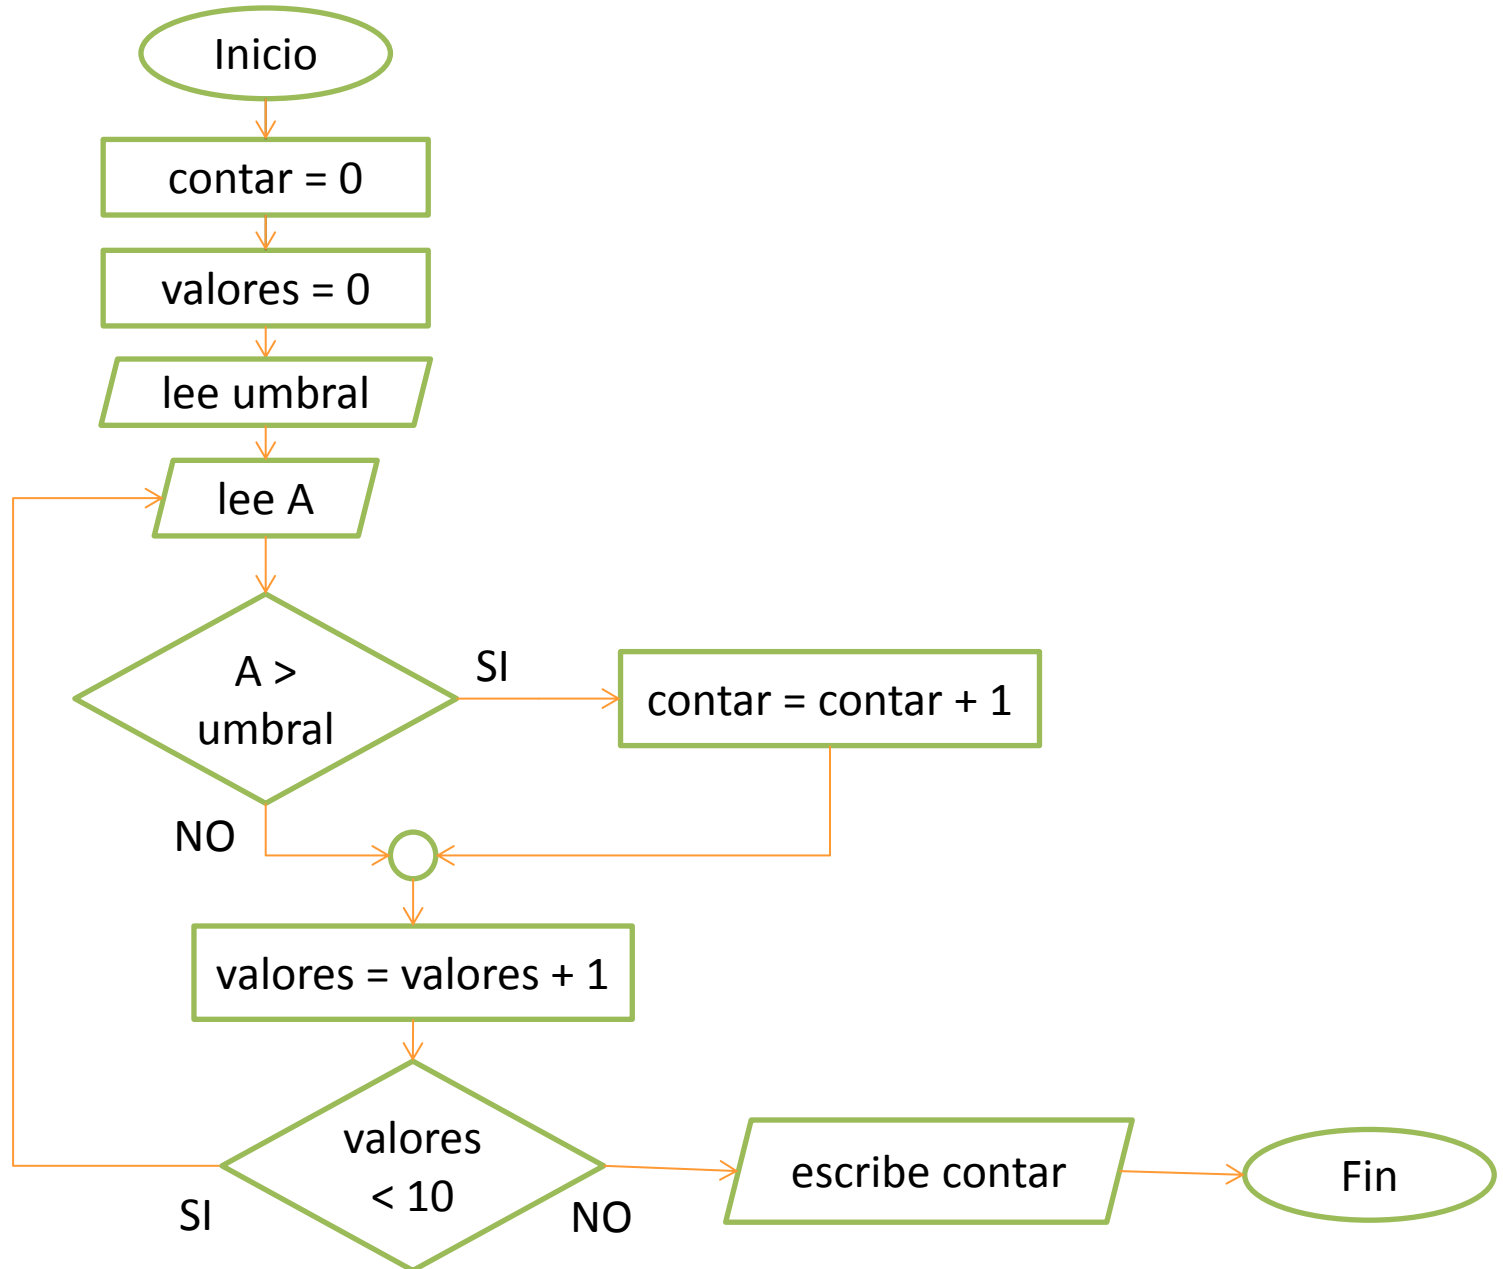 Inicio
contar = 0
valores = 0
lee umbral
lee A
A >
umbral
SI
contar = contar + 1
NO
valores = valores + 1
valores
< 10
SI
NO
escribe contar
Fin